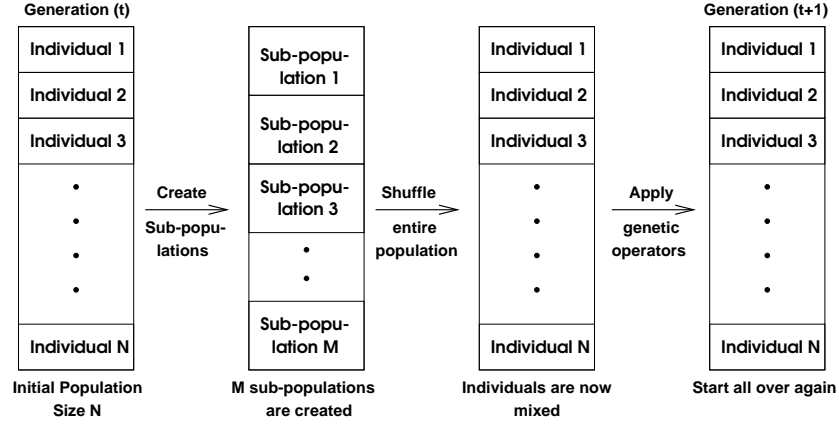 Generation (t)
Individual 1
Individual 2
Individual 3
Individual N
Initial Population
Size N
Create
Sub-popu-
lations
Sub-popu-
lation 1
Sub-popu-
lation 2
Sub-popu-
lation 3
Sub-popu-
lation M
M sub-populations
are created
Shuffle
entire
population
Individual 1
Individual 2
Individual 3
Individual N
Individuals are now
mixed
Apply
genetic
operators
Generation (t+1)
Individual 1
Individual 2
Individual 3
Individual N
Start all over again